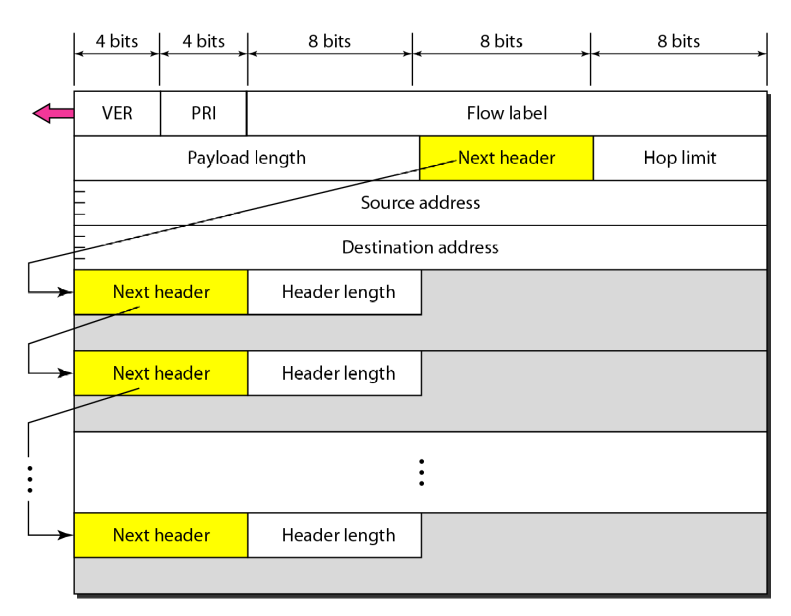 4 bits 4 bits 8 bits 8 bits 8 bits
VER PRI Flow label
Payload length Next header Hop limit
Source address
Destination address
Next header Header length
Next header Header length
Next header Header length